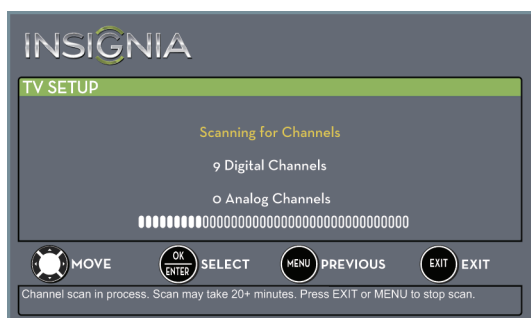 INSIGNIA
TV SETUP
Scanning for Channels
9 Digital Channels
0 Analog Channels
MOVE
OK
ENTER
SELECT
MENU
PREVIOUS
EXIT
EXIT
Channel scan in process. Scan may take 20+ minutes. Press EXIT or MENU to stop scan.